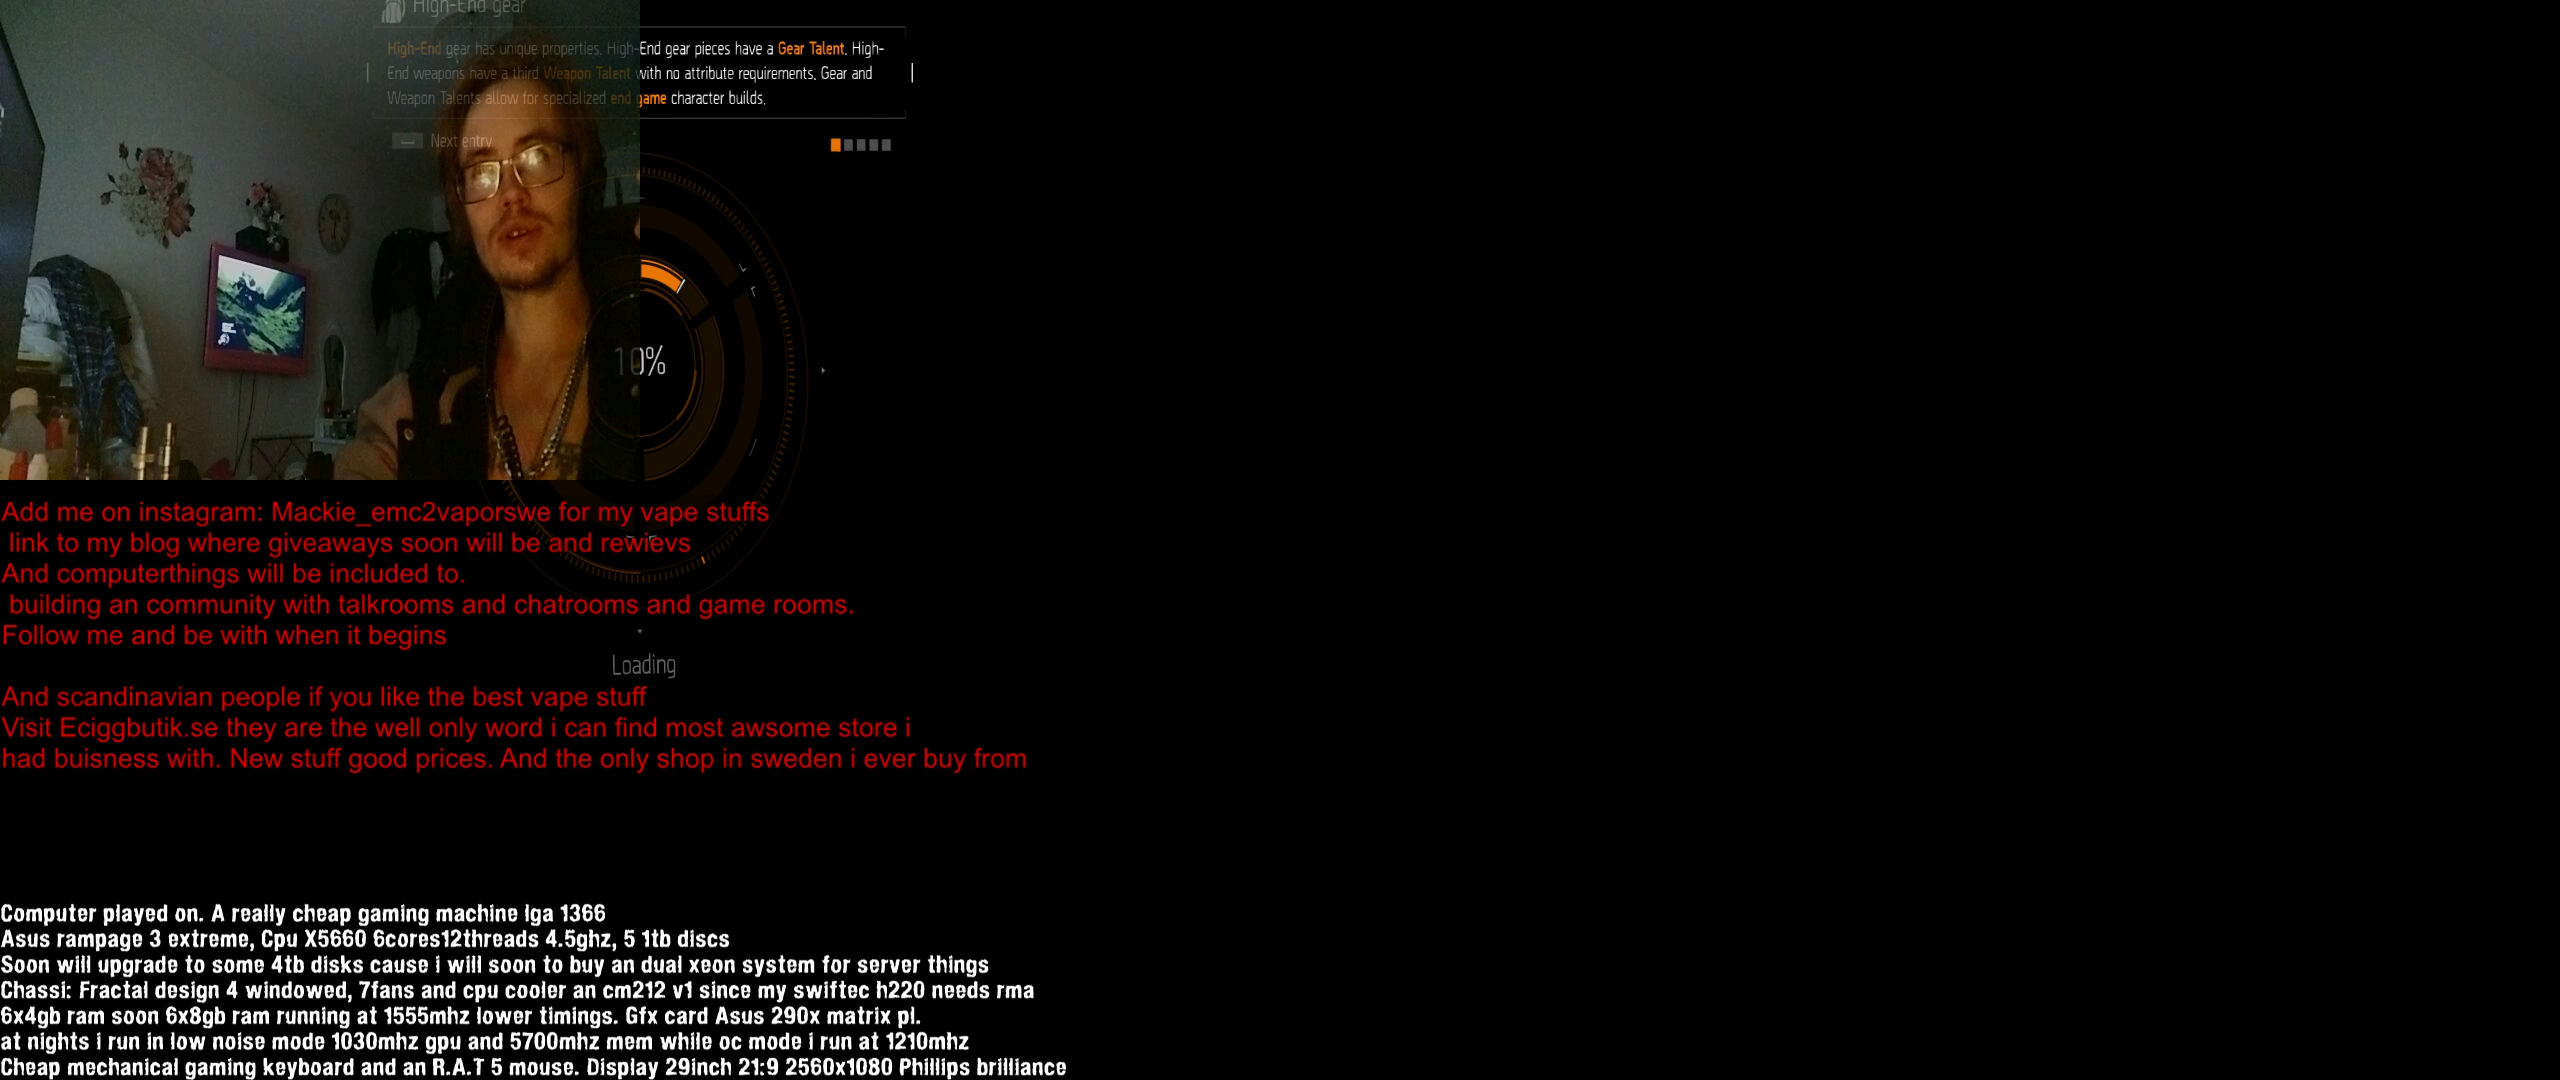 High-End gear
High-End gear has unique properties. High-End gear pieces have a Gear Talent. High-
End weapons have a third Weapon Talent with no attribute requirements. Gear and
Weapon Talents allow for specialized end game character builds.
Next entry
10%
Add me on instagram: Mackie_emc2vaporswe for my vape stuffs
link to my blog where giveaways soon will be and rewievs
And computerthings will be included to.
building an community with talkrooms and chatrooms and game rooms.
Follow me and be with when it begins
Loading
And scandinavian people if you like the best vape stuff
Visit Eciggbutik.se they are the well only word i can find most awsome store i
had buisness with. New stuff good prices. And the only shop in sweden i ever buy from
Computer played on. A really cheap gaming machine lga 1366
Asus rampage 3 extreme, Cpu X5660 6cores12threads 4.5ghz, 5 1tb discs
Soon will upgrade to some 4tb disks cause i will soon to buy an dual xeon system for server things
Chassi: Fractal design 4 windowed, 7fans and cpu cooler an cm212 v1 since my swiftec h220 needs rma
6x4gb ram soon 6x8gb ram running at 1555mhz lower timings. Gfx card Asus 290x matrix pl.
at nights i run in low noise mode 1030mhz gpu and 5700mhz mem while oc mode i run at 1210mhz
Cheap mechanical gaming keyboard and an R.A.T 5 mouse. Display 29inch 21:9 2560x1080 Phillips brilliance